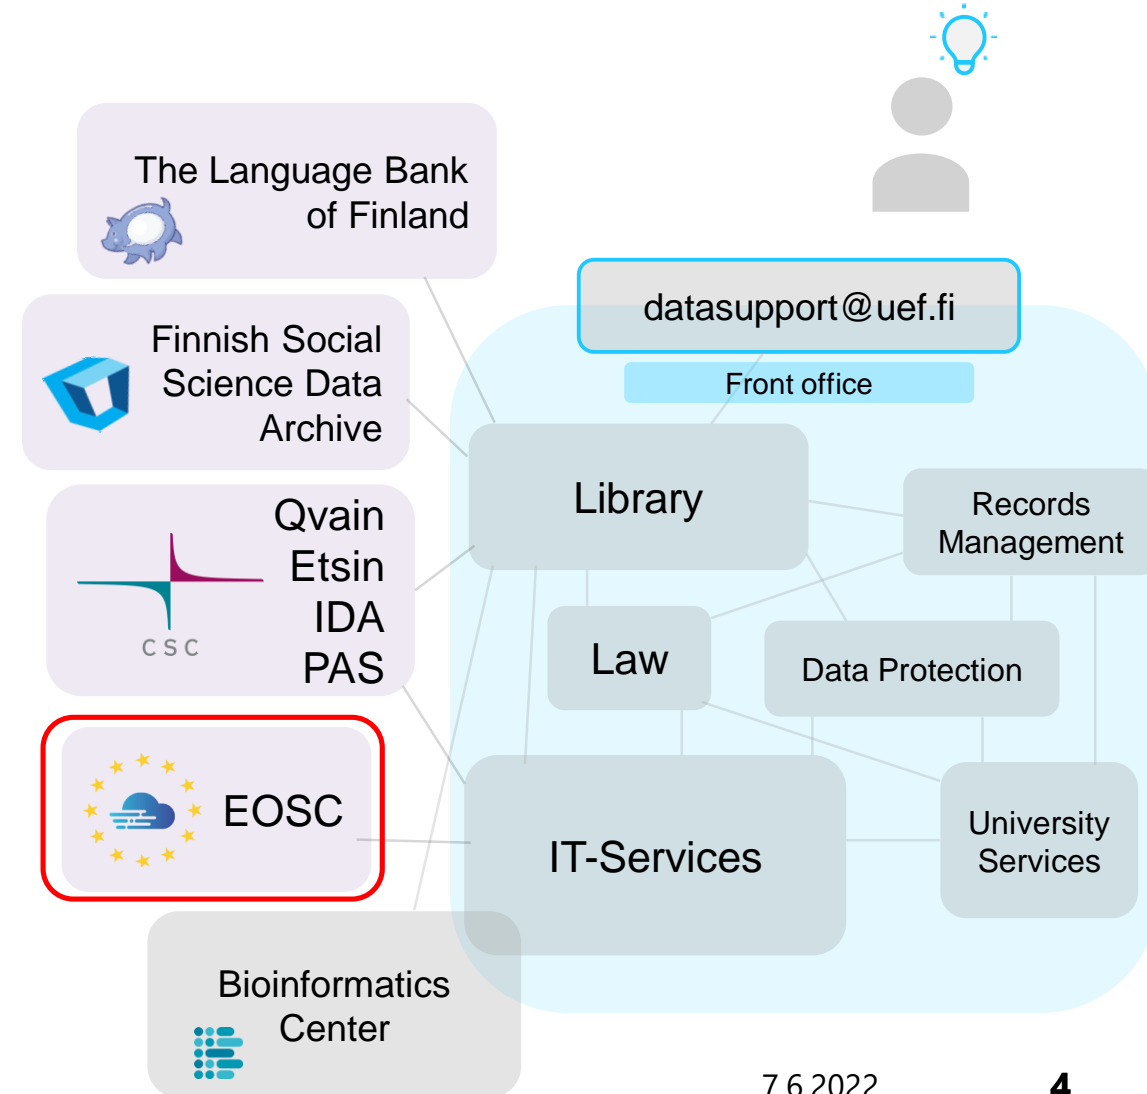 The Language Bank
of Finland
datasupport@uef.fi
Front office
Finnish Social
Science Data
Archive
Library
Records
Management
Qvain
Etsin
IDA
PAS
CSC
Law
Data Protection
EOSC
IT-Services
University
Services
Bioinformatics
Center
7.6.2022
4